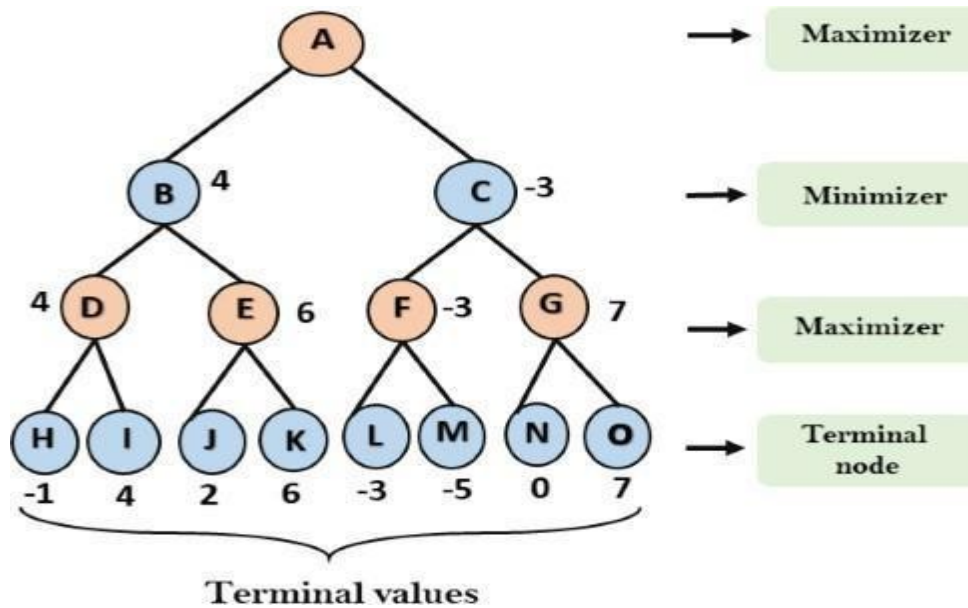 A
Maximizer
B 4
C -3
Minimizer
4 D
E 6
F -3
G 7
Maximizer
H I J K L M N O
Terminal
node
-1 4 2 6 -3 -5 0 7
Terminal values